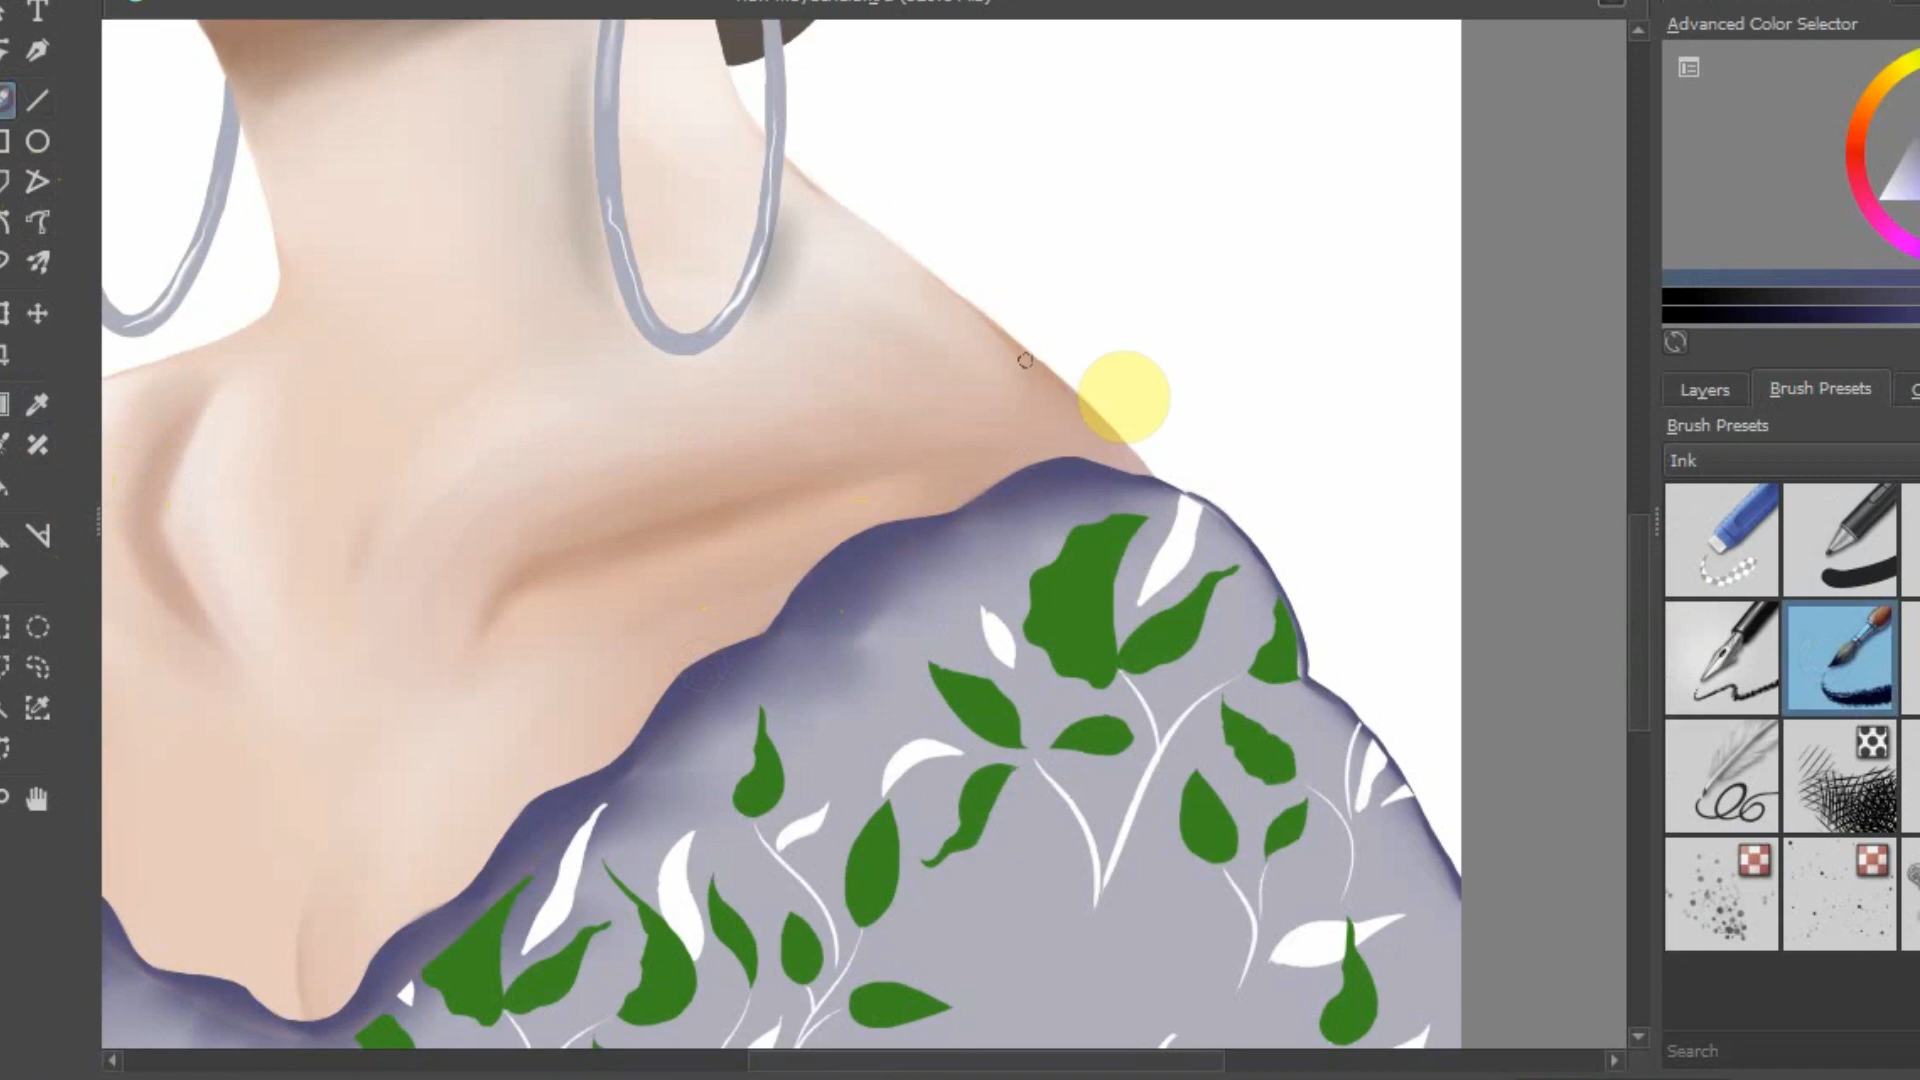 Advanced Color Selector
Layers
Brush Presets
Brush Presets
Ink
Search